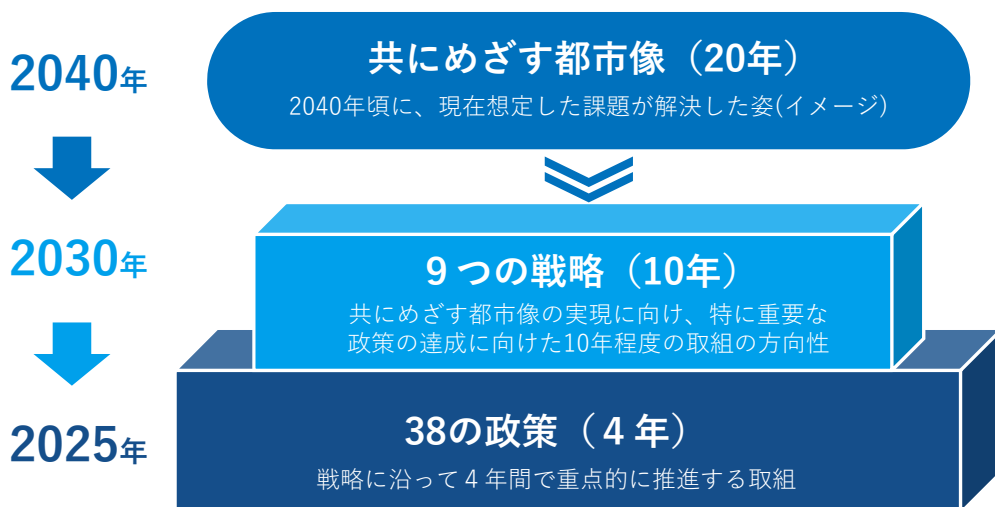 2040年
共にめざす都市像（20年）
2040年頃に、現在想定した課題が解決した姿(イメージ)
2030年
９つの戦略（10年）
共にめざす都市像の実現に向け、特に重要な
政策の達成に向けた10年程度の取組の方向性
2025年
38の政策（４年）
戦略に沿って４年間で重点的に推進する取組